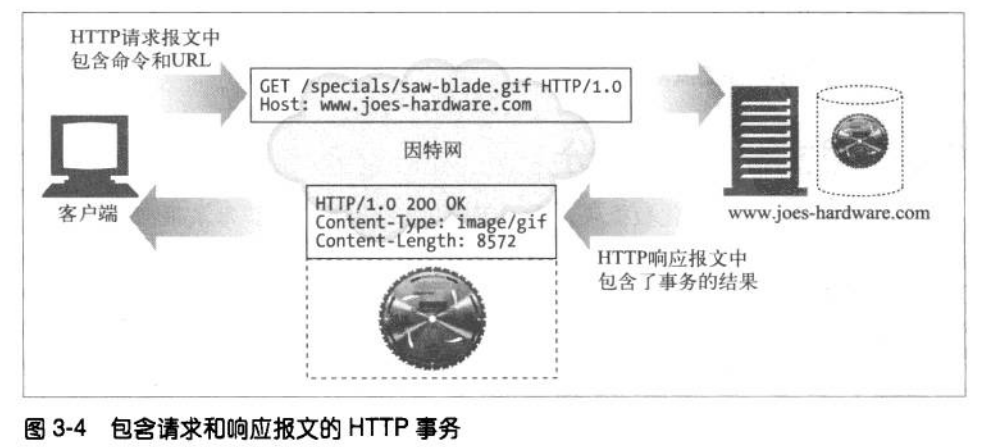 HTTP请求报文中
包含命令和URL
GET /specials/saw-blade.gif HTTP/1.0
Host: www.joes-hardware.com
因特网
客户端
www.joes-hardware.com
HTTP/1.0 200 OK
Content-Type: image/gif
Content-Length: 8572
HTTP响应报文中
包含了事务的结果
图 3-4 包含请求和响应报文的 HTTP 事务